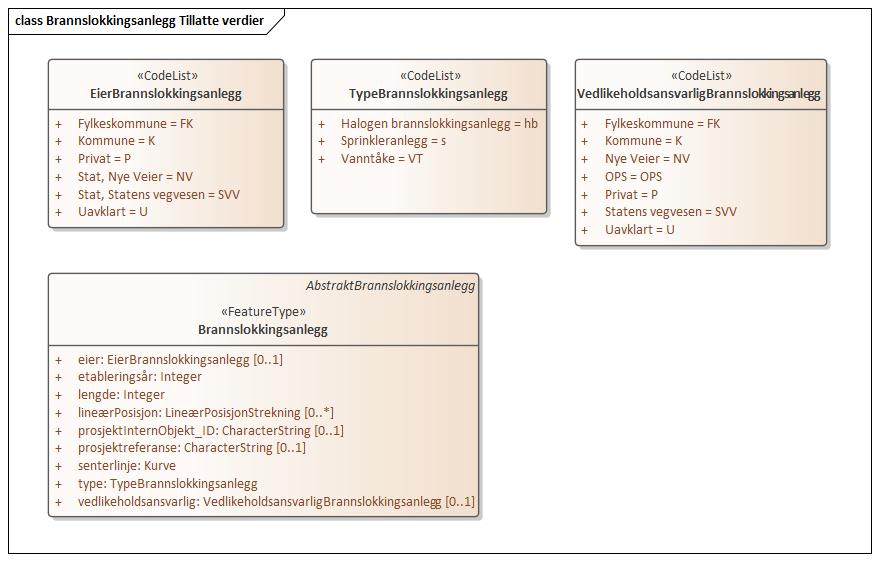 class Brannslokkingsanlegg Tillatte verdier
«CodeList»
EierBrannslokkingsanlegg
+ Fylkeskommune = FK
+ Kommune = K
+ Privat = P
+ Stat, Nye Veier = NV
+ Stat, Statens vegvesen = SVV
+ Uavklart = U
«CodeList»
TypeBrannslokkingsanlegg
+ Halogen brannslokkingsanlegg = hb
+ Sprinkleranlegg = s
+ Vanntåke = VT
«CodeList»
VedlikeholdsansvarligBrannslokkingsanlegg
+ Fylkeskommune = FK
+ Kommune = K
+ Nye Veier = NV
+ OPS = OPS
+ Privat = P
+ Statens vegvesen = SVV
+ Uavklart = U
AbstraktBrannslokkingsanlegg
«FeatureType»
Brannslokkingsanlegg
+ eier: EierBrannslokkingsanlegg [0..1]
+ etableringsår: Integer
+ lengde: Integer
+ lineærPosisjon: LineærPosisjonStrekning [0..*]
+ prosjektInternObjekt_ID: CharacterString [0..1]
+ prosjektreferanse: CharacterString [0..1]
+ senterlinje: Kurve
+ type: TypeBrannslokkingsanlegg
+ vedlikeholdsansvarlig: VedlikeholdsansvarligBrannslokkingsanlegg [0..1]